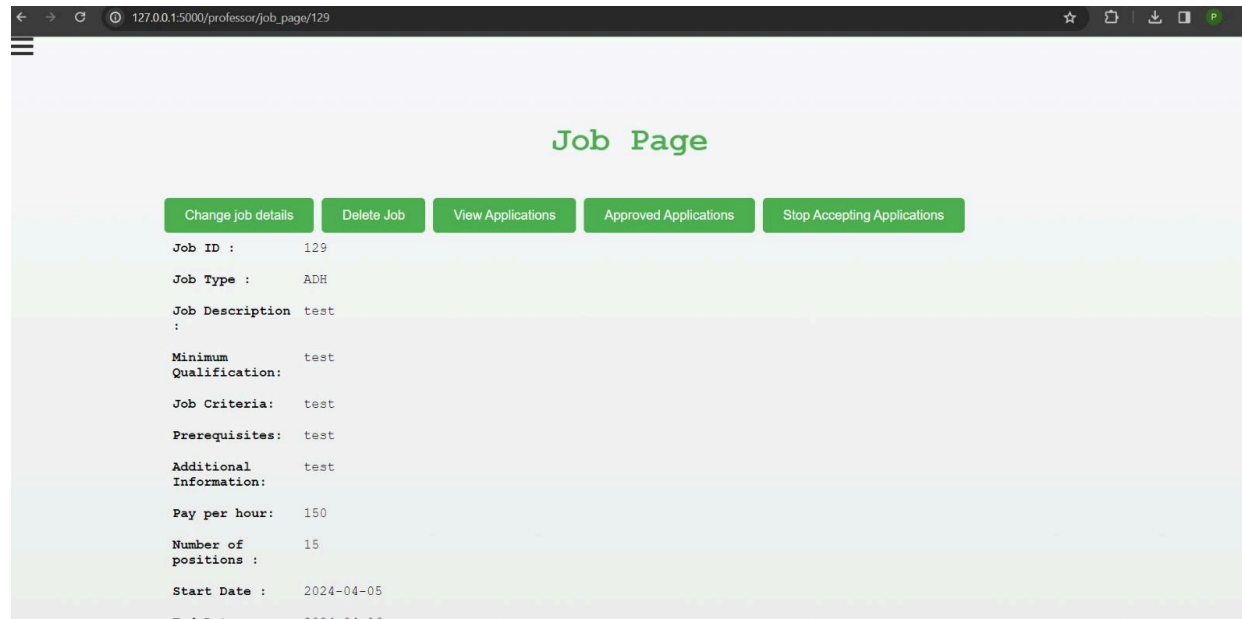 127.0.0.1:5000/professor/job_page/129
P
Job Page
Change job details Delete Job View Applications Approved Applications Stop Accepting Applications
Job ID : 129
Job Type : ADH
Job Description test
:
Minimum test
Qualification:
Job Criteria: test
Prerequisites: test
Additional test
Information:
Pay per hour: 150
Number of 15
positions :
Start Date : 2024-04-05